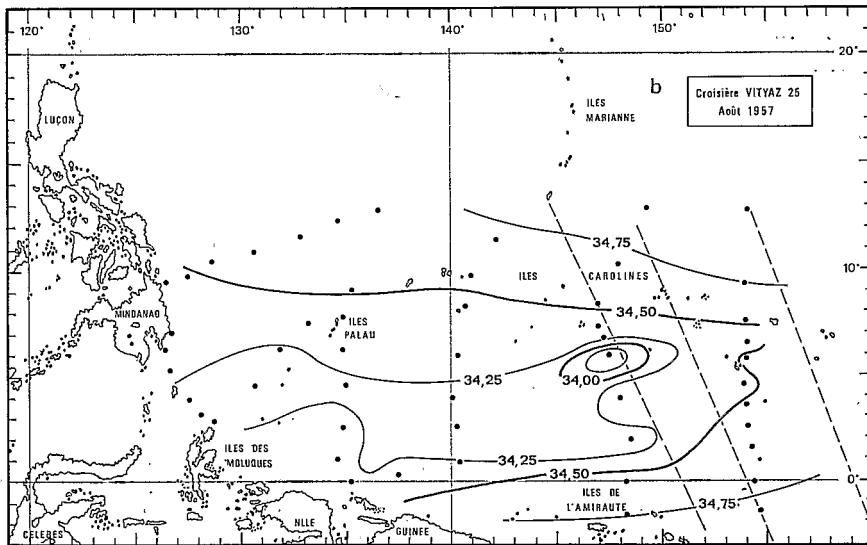 120° 130° 140° 150°
20°
b
Croisière VITYAZ 25
Août 1957
ILES
MARIANNE
LUÇON
34,75
10°
ILES CAROLINES
34,50
MINDANAO
ILES
PALAU
34,25
34,00
34,25
ILES DES
MOLUQUES
34,50
0°
34,75
ILES DE
L'AMIRAUTE
CELEBES
NLLE GUINÉE